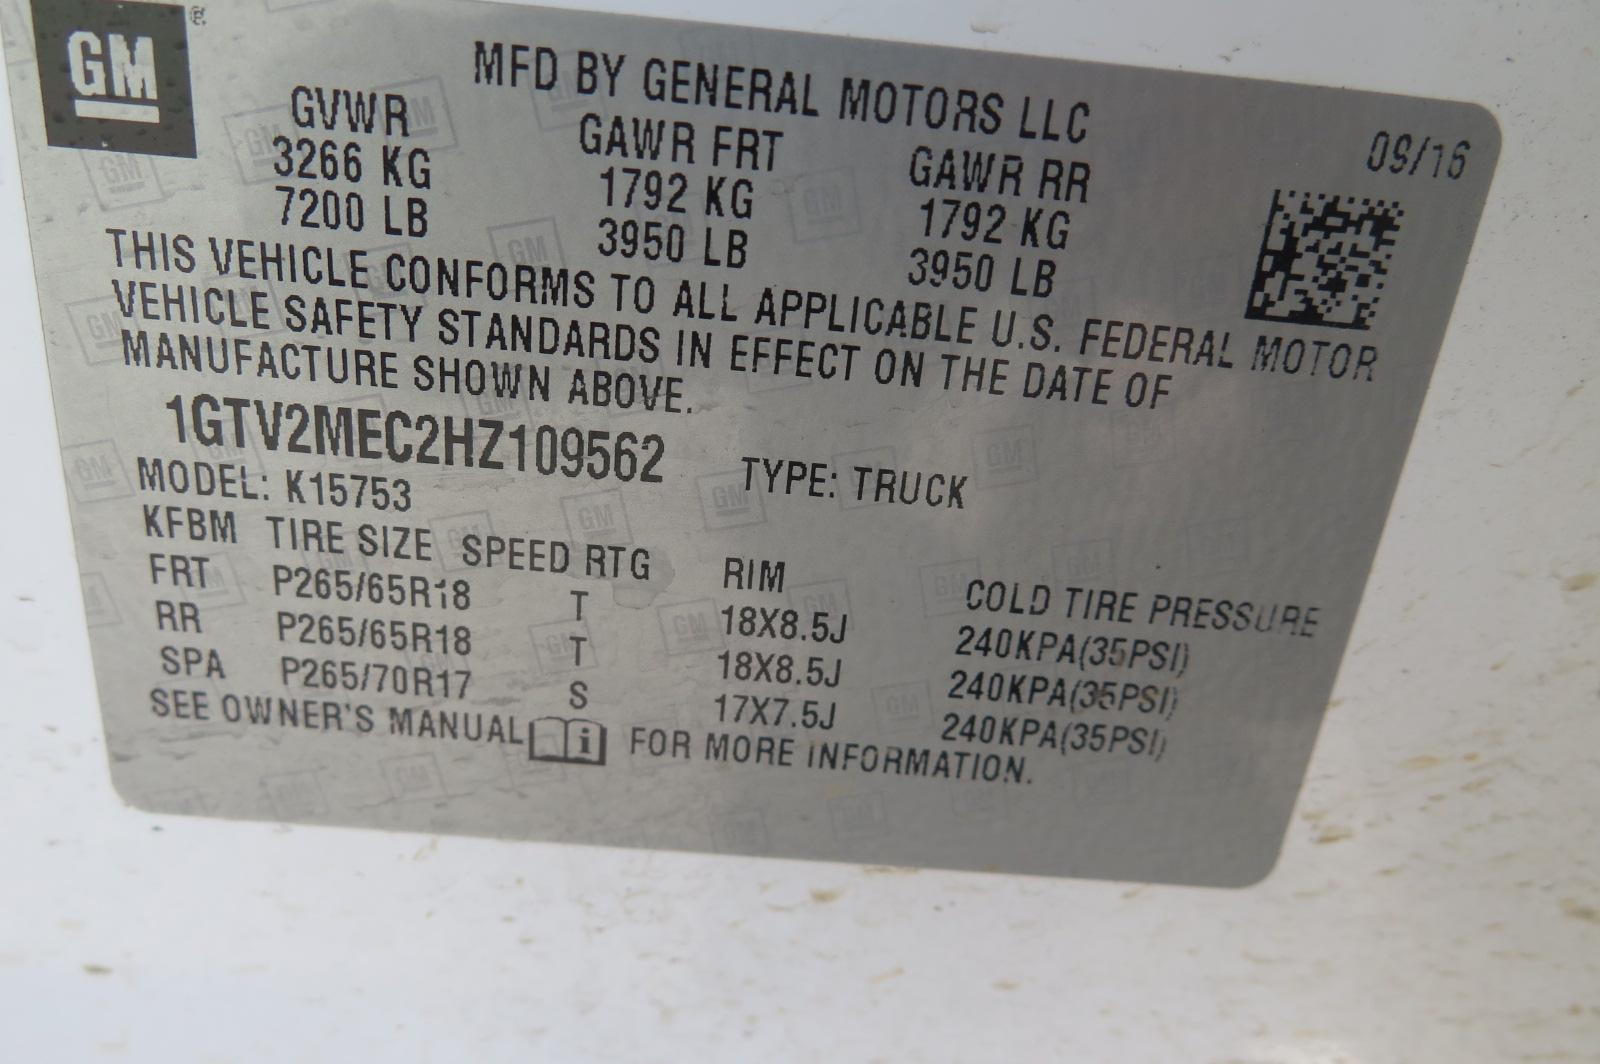 GM ®
MFD BY GENERAL MOTORS LLC
09/16
GVWR GAWR FRT GAWR RR
3266 KG 1792 KG 1792 KG
7200 LB 3950 LB 3950 LB
THIS VEHICLE CONFORMS TO ALL APPLICABLE U.S. FEDERAL MOTOR
VEHICLE SAFETY STANDARDS IN EFFECT ON THE DATE OF
MANUFACTURE SHOWN ABOVE.
1GTV2MEC2HZ109562 TYPE: TRUCK
MODEL: K15753
KFBM TIRE SIZE SPEED RTG RIM COLD TIRE PRESSURE
FRT P265/65R18 T 18X8.5J 240KPA(35PSI)
RR P265/65R18 T 18X8.5J 240KPA(35PSI)
SPA P265/70R17 S 17X7.5J 240KPA(35PSI)
SEE OWNER'S MANUAL i FOR MORE INFORMATION.